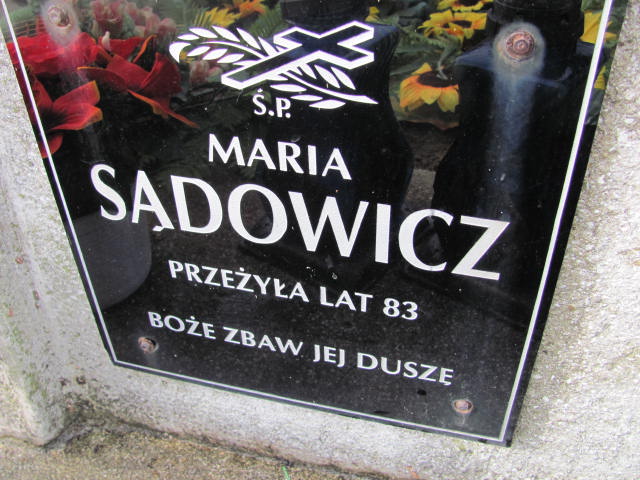 Ś.P.
MARIA
SĄDOWICZ
PRZEŻYŁA LAT 83
BOŻE ZBAW JEJ DUSZĘ